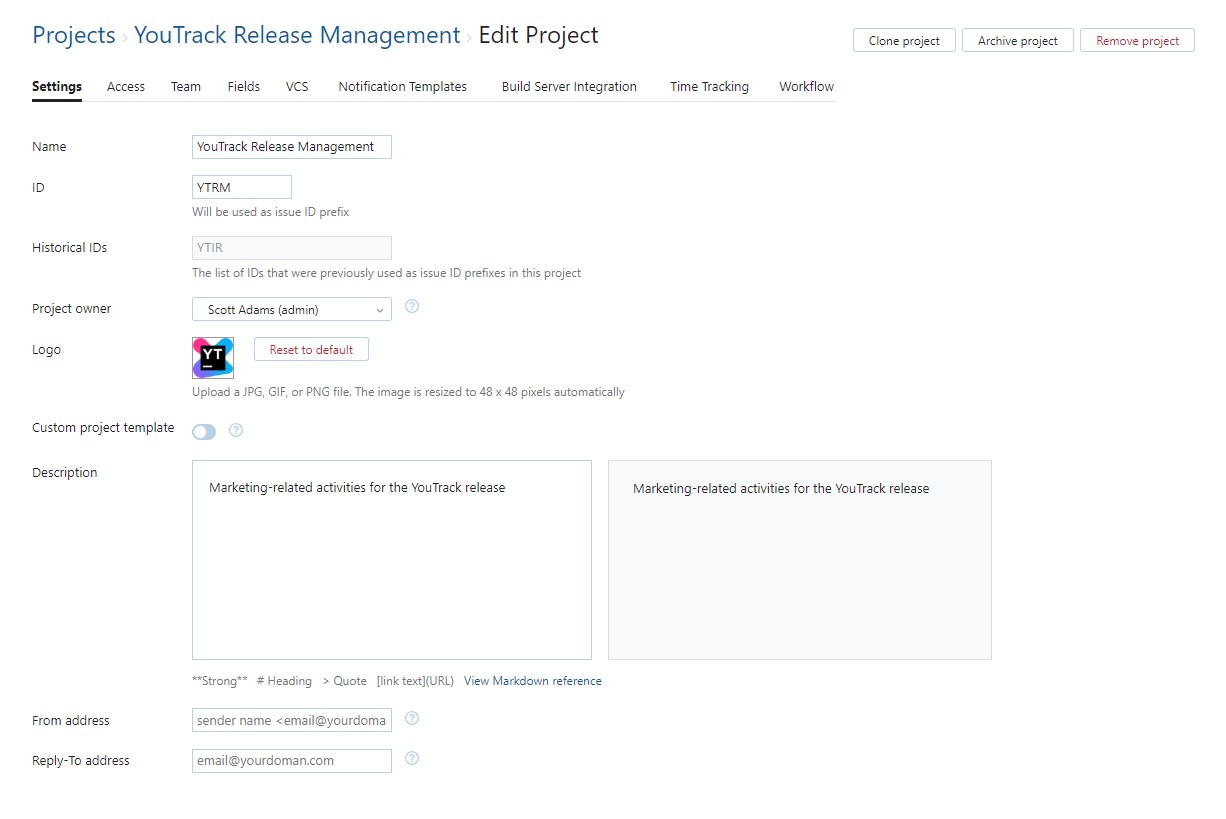 Projects › YouTrack Release Management › Edit Project
Clone project Archive project Remove project
Settings Access Team Fields VCS Notification Templates Build Server Integration Time Tracking Workflow
Name YouTrack Release Management
ID YTRM
Will be used as issue ID prefix
Historical IDs YTIR
The list of IDs that were previously used as issue ID prefixes in this project
Project owner Scott Adams (admin) ?
Logo YT Reset to default
Upload a JPG, GIF, or PNG file. The image is resized to 48 x 48 pixels automatically
Custom project template ?
Description Marketing-related activities for the YouTrack release Marketing-related activities for the YouTrack release
**Strong** # Heading > Quote [link text](URL) View Markdown reference
From address sender name <email@yourdoma ?
Reply-To address email@yourdoman.com ?